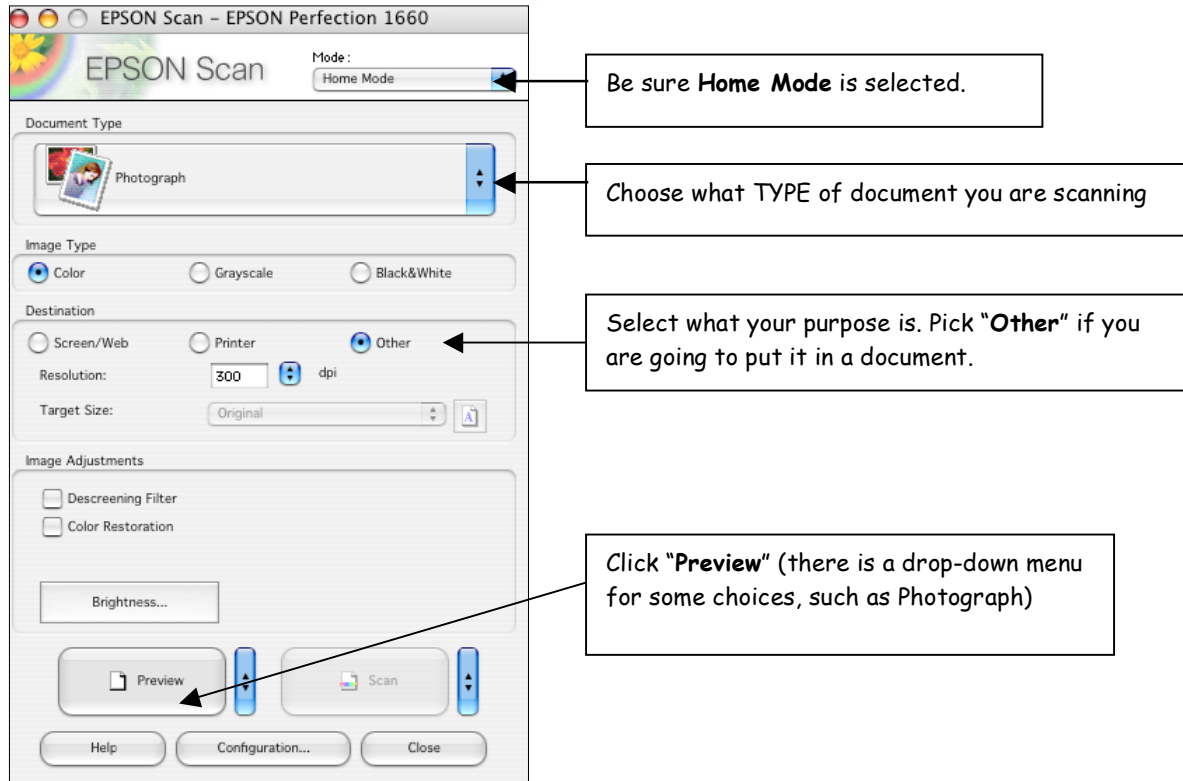 EPSON Scan – EPSON Perfection 1660
EPSON Scan
Mode:
Home Mode
Be sure Home Mode is selected.
Document Type
Photograph
Choose what TYPE of document you are scanning
Image Type
Color Grayscale Black&White
Destination
Screen/Web Printer Other
Select what your purpose is. Pick “Other” if you
are going to put it in a document.
Resolution: 300 dpi
Target Size: Original A
Image Adjustments
Descreening Filter
Color Restoration
Click “Preview” (there is a drop-down menu
for some choices, such as Photograph)
Brightness...
Preview Scan
Help Configuration... Close